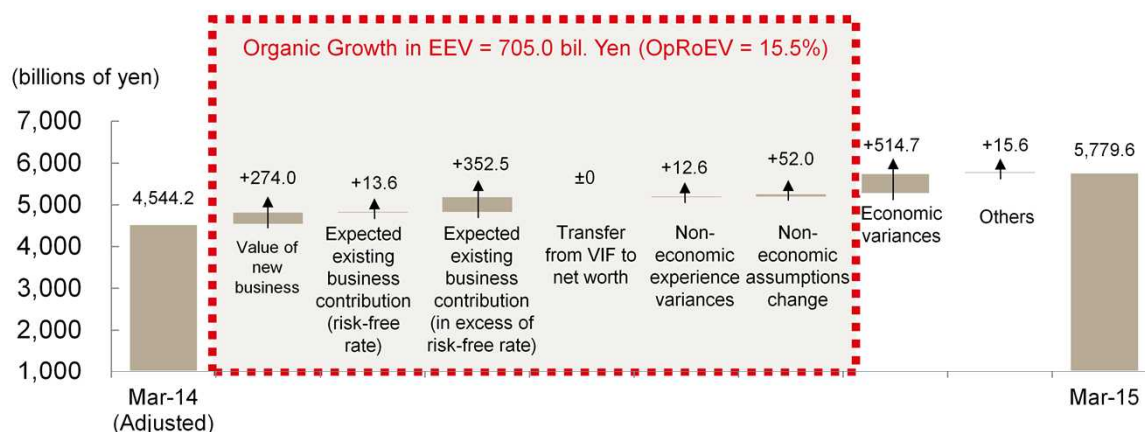 Organic Growth in EEV = 705.0 bil. Yen (OpRoEV = 15.5%)
(billions of yen)
7,000
6,000
5,000
4,000
3,000
2,000
1,000
4,544.2
+274.0
+13.6
+352.5
±0
+12.6
+52.0
+514.7
+15.6
5,779.6
Value of
new
business
Expected
existing
business
contribution
(risk-free
rate)
Expected
existing
business
contribution
(in excess of
risk-free rate)
Transfer
from VIF to
net worth
Non-
economic
experience
variances
Non-
economic
assumptions
change
Economic
variances
Others
Mar-14
(Adjusted)
Mar-15